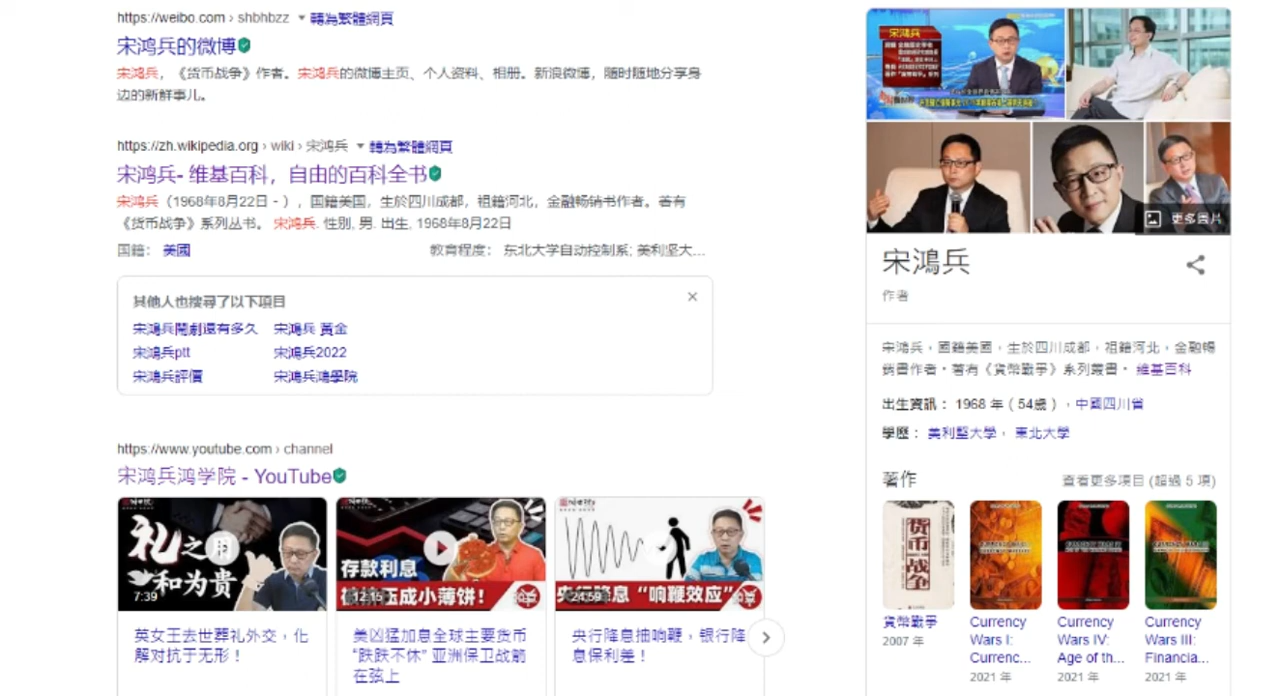 https://weibo.com › shbhbzz ▼ 轉為繁體網頁
宋鸿兵的微博
宋鸿兵，《货币战争》作者。宋鸿兵的微博主页、个人资料、相册。新浪微博，随时随地分享身
边的新鲜事儿。
https://zh.wikipedia.org › wiki › 宋鸿兵 ▼ 轉為繁體網頁
宋鸿兵- 维基百科，自由的百科全书
宋鸿兵（1968年8月22日 - ），国籍美国，生於四川成都，祖籍河北，金融畅销书作者。著有
《货币战争》系列丛书。 宋鸿兵. 性別, 男. 出生, 1968年8月22日
国籍： 美國
教育程度： 东北大学自动控制系; 美利坚大...
其他人也搜尋了以下項目
宋鴻兵鬧劇還有多久 宋鴻兵 黃金
宋鴻兵ptt 宋鴻兵2022
宋鴻兵評價 宋鴻兵鴻學院
https://www.youtube.com › channel
宋鸿兵鸿学院 - YouTube
礼之
和为贵
7:39
英女王去世葬礼外交，化
解对抗于无形！
存款利息
成小薄饼！
12:15
美凶猛加息全球主要货币
“跌跌不休” 亚洲保卫战箭
在弦上
央行降息 “响鞭效应”
24:59
央行降息抽响鞭，银行降
息保利差！
宋鴻兵
更多圖片
宋鴻兵
作者
宋鴻兵，國籍美國，生於四川成都，祖籍河北，金融暢
銷書作者。著有《貨幣戰爭》系列叢書。 維基百科
出生資訊： 1968 年（54歲），中國四川省
學歷： 美利堅大學， 東北大學
著作
查看更多項目 (超過 5 項)
货币战争
貨幣戰爭
2007 年
Currency
Wars I:
Currenc...
2021 年
Currency
Wars IV:
Age of th...
2021 年
Currency
Wars III:
Financia...
2021 年